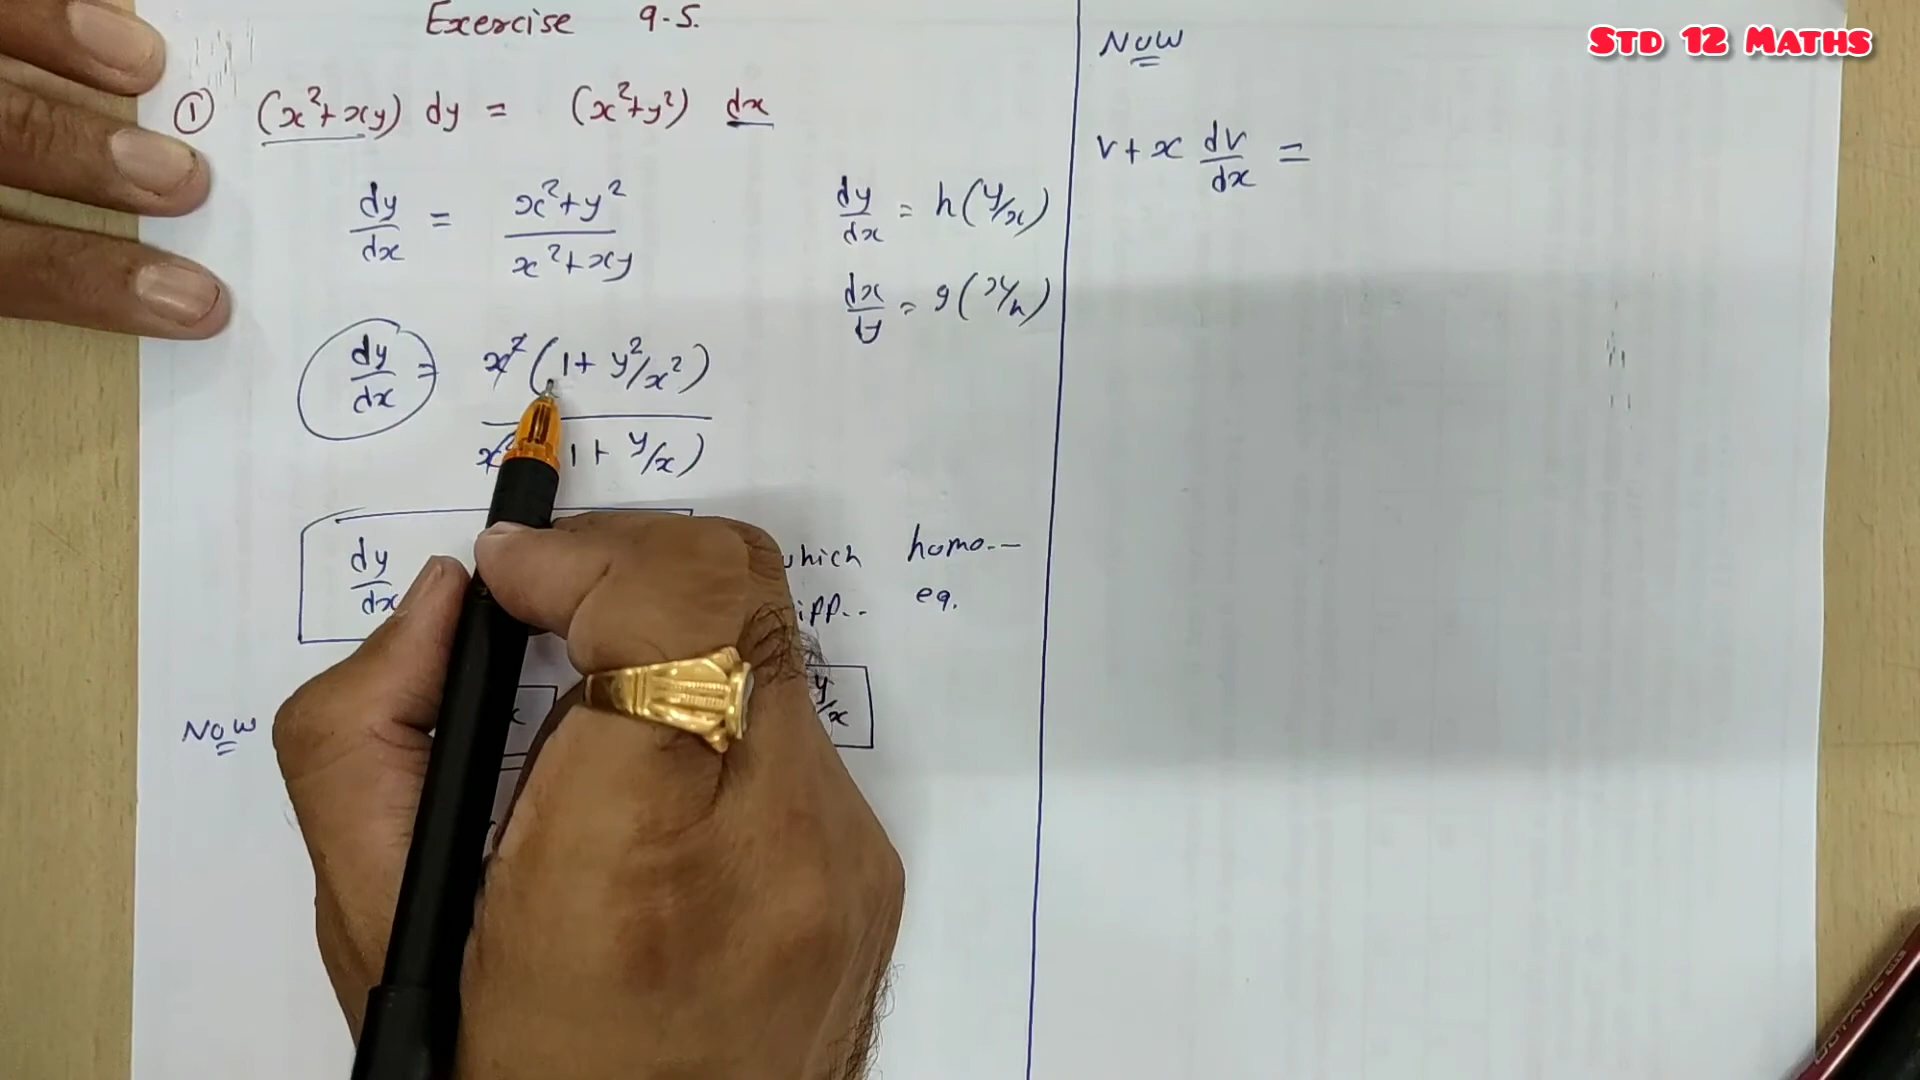 Exercise 9.5.
① (x²+xy) dy = (x²+y²) dx
dy/dx = x²+y² / x²+xy
dy/dx = h(y/x)
dx/dy = g(x/y)
dy/dx = x²(1+ y²/x²) / x²(1+ y/x)
dy/dx which homo--
eq.
Now
y/x
Now
v+x dv/dx =
Std 12 Maths